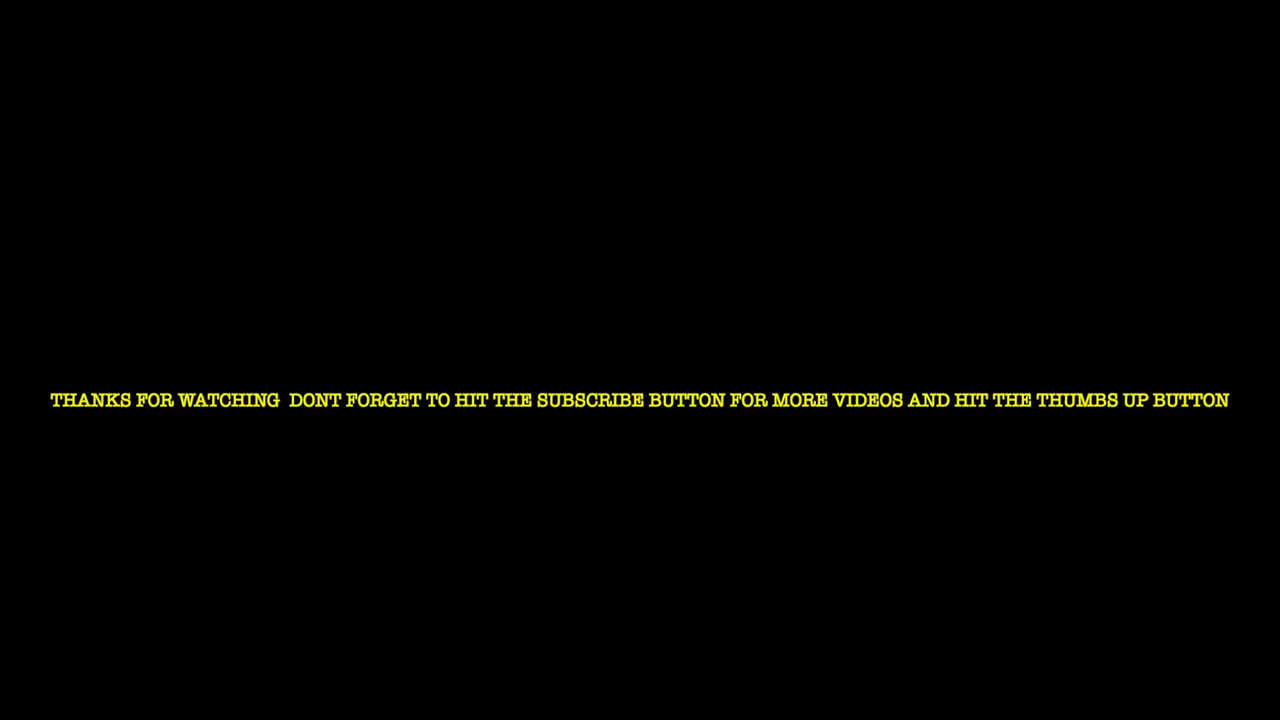 THANKS FOR WATCHING  DONT FORGET TO HIT THE SUBSCRIBE BUTTON FOR MORE VIDEOS AND HIT THE THUMBS UP BUTTON